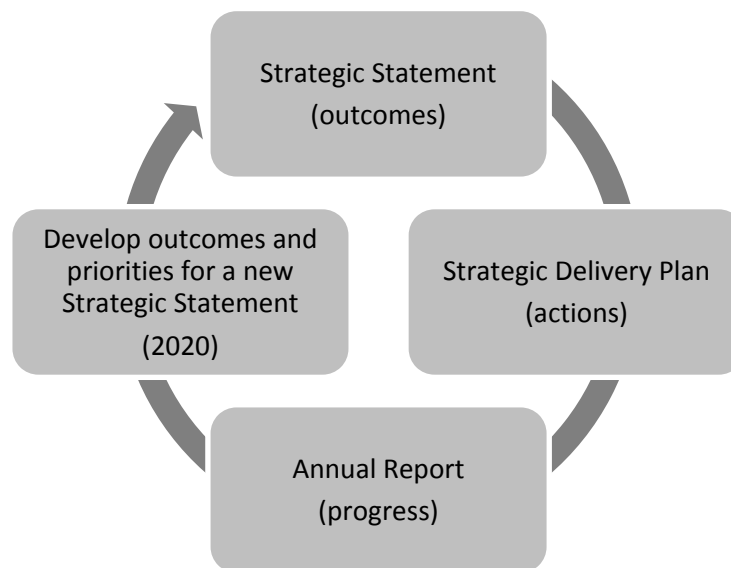 Strategic Statement
(outcomes)
Strategic Delivery Plan
(actions)
Annual Report
(progress)
Develop outcomes and
priorities for a new
Strategic Statement
(2020)